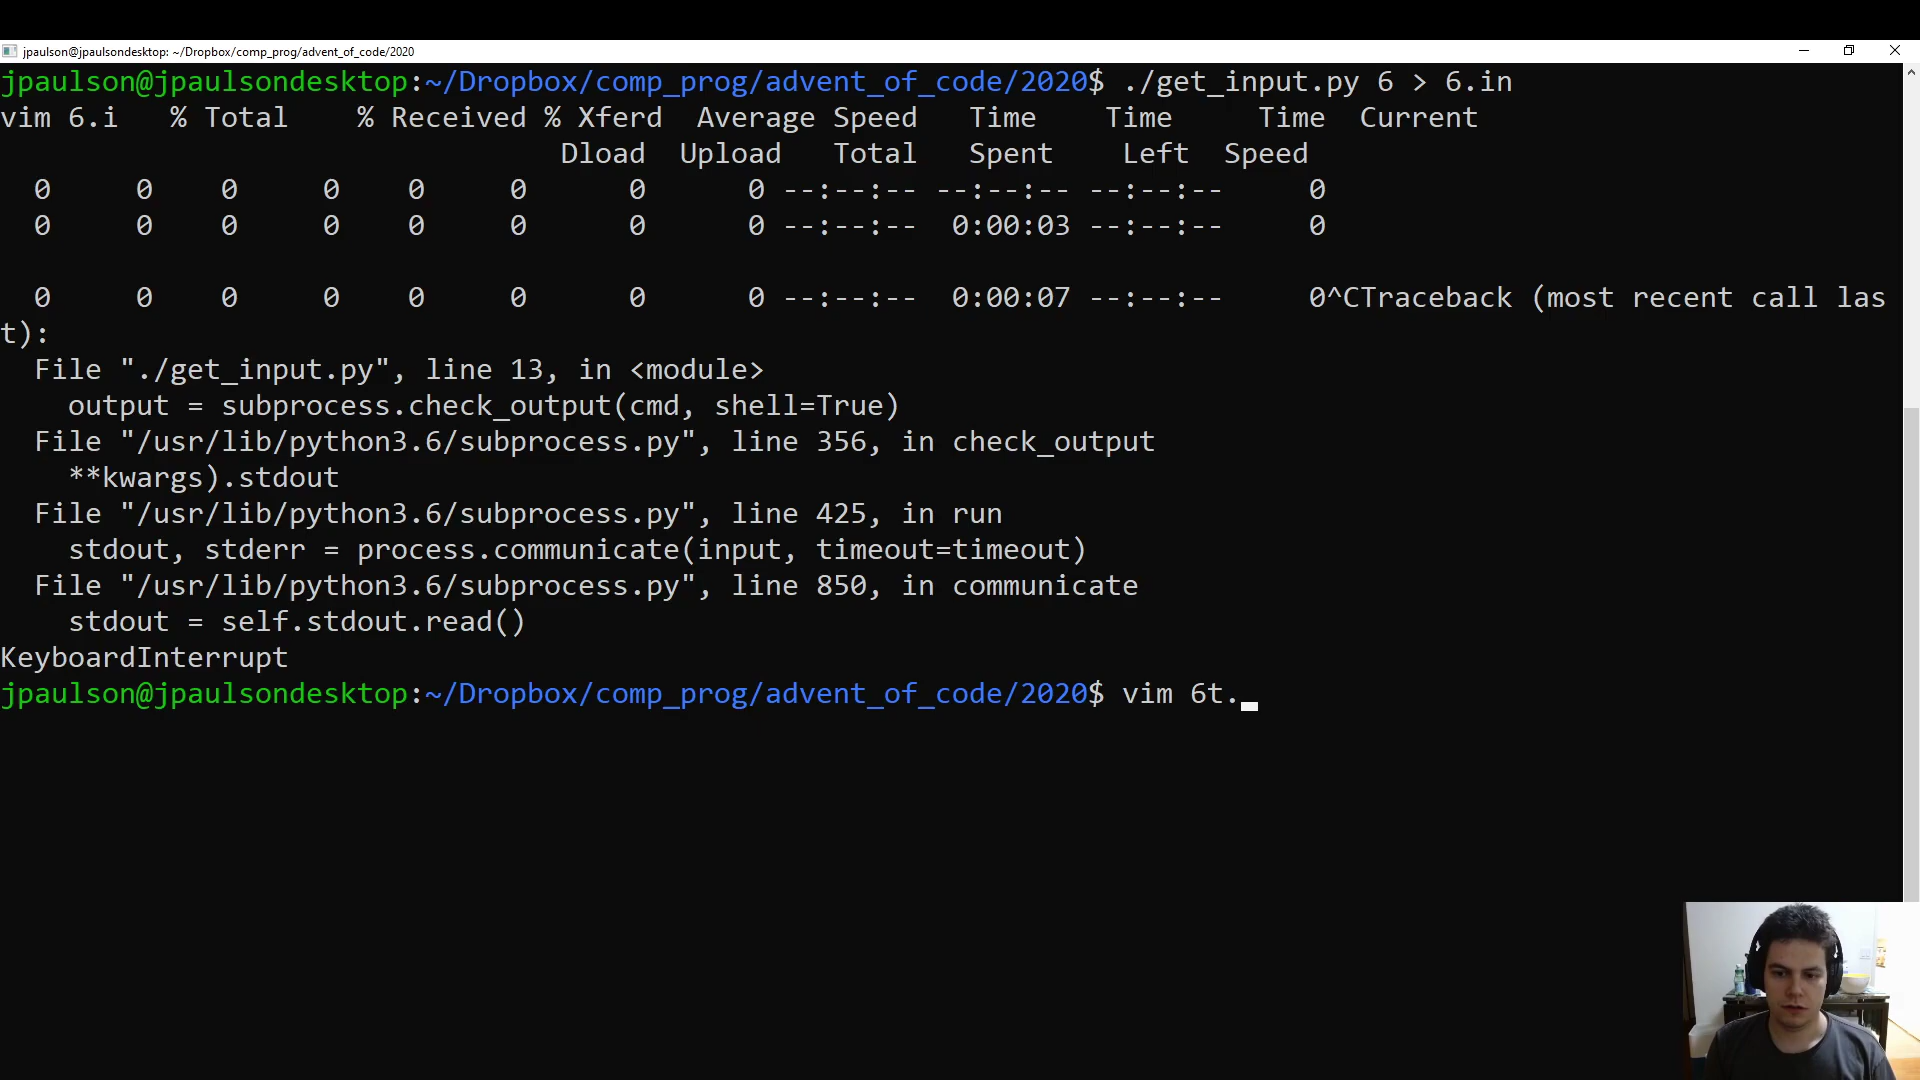 jpaulson@jpaulsondesktop: ~/Dropbox/comp_prog/advent_of_code/2020
jpaulson@jpaulsondesktop:~/Dropbox/comp_prog/advent_of_code/2020$ ./get_input.py 6 > 6.in
vim 6.i   % Total    % Received % Xferd  Average Speed   Time    Time     Time  Current
                                 Dload  Upload   Total   Spent    Left  Speed
  0     0    0     0    0     0      0      0 --:--:-- --:--:-- --:--:--     0
  0     0    0     0    0     0      0      0 --:--:--  0:00:03 --:--:--     0
  0     0    0     0    0     0      0      0 --:--:--  0:00:07 --:--:--     0^CTraceback (most recent call las
t):
  File "./get_input.py", line 13, in <module>
    output = subprocess.check_output(cmd, shell=True)
  File "/usr/lib/python3.6/subprocess.py", line 356, in check_output
    **kwargs).stdout
  File "/usr/lib/python3.6/subprocess.py", line 425, in run
    stdout, stderr = process.communicate(input, timeout=timeout)
  File "/usr/lib/python3.6/subprocess.py", line 850, in communicate
    stdout = self.stdout.read()
KeyboardInterrupt
jpaulson@jpaulsondesktop:~/Dropbox/comp_prog/advent_of_code/2020$ vim 6t.